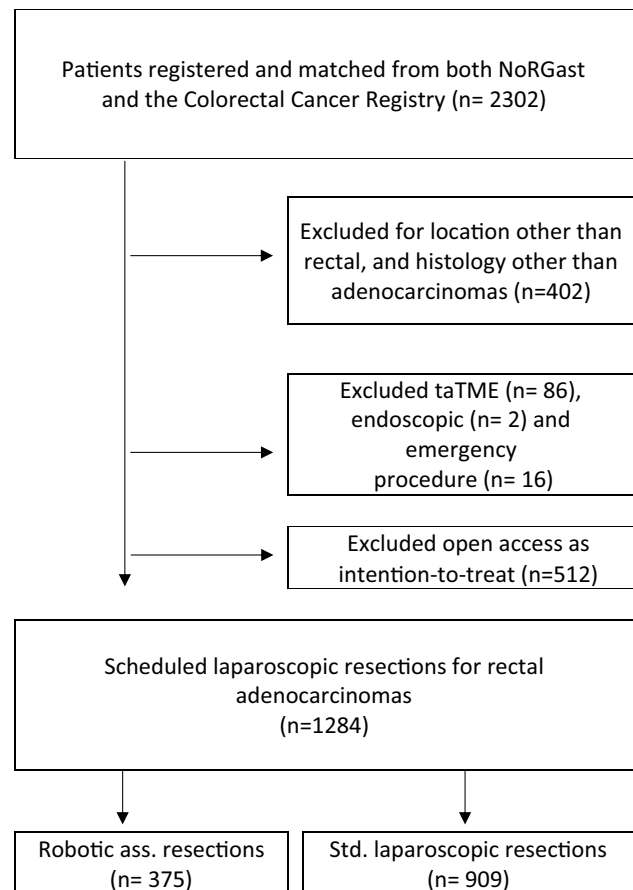 Patients registered and matched from both NoRGast
and the Colorectal Cancer Registry (n= 2302)
Excluded for location other than
rectal, and histology other than
adenocarcinomas (n=402)
Excluded taTME (n= 86),
endoscopic (n= 2) and
emergency
procedure (n= 16)
Excluded open access as
intention-to-treat (n=512)
Scheduled laparoscopic resections for rectal
adenocarcinomas
(n=1284)
Robotic ass. resections
(n= 375)
Std. laparoscopic resections
(n= 909)